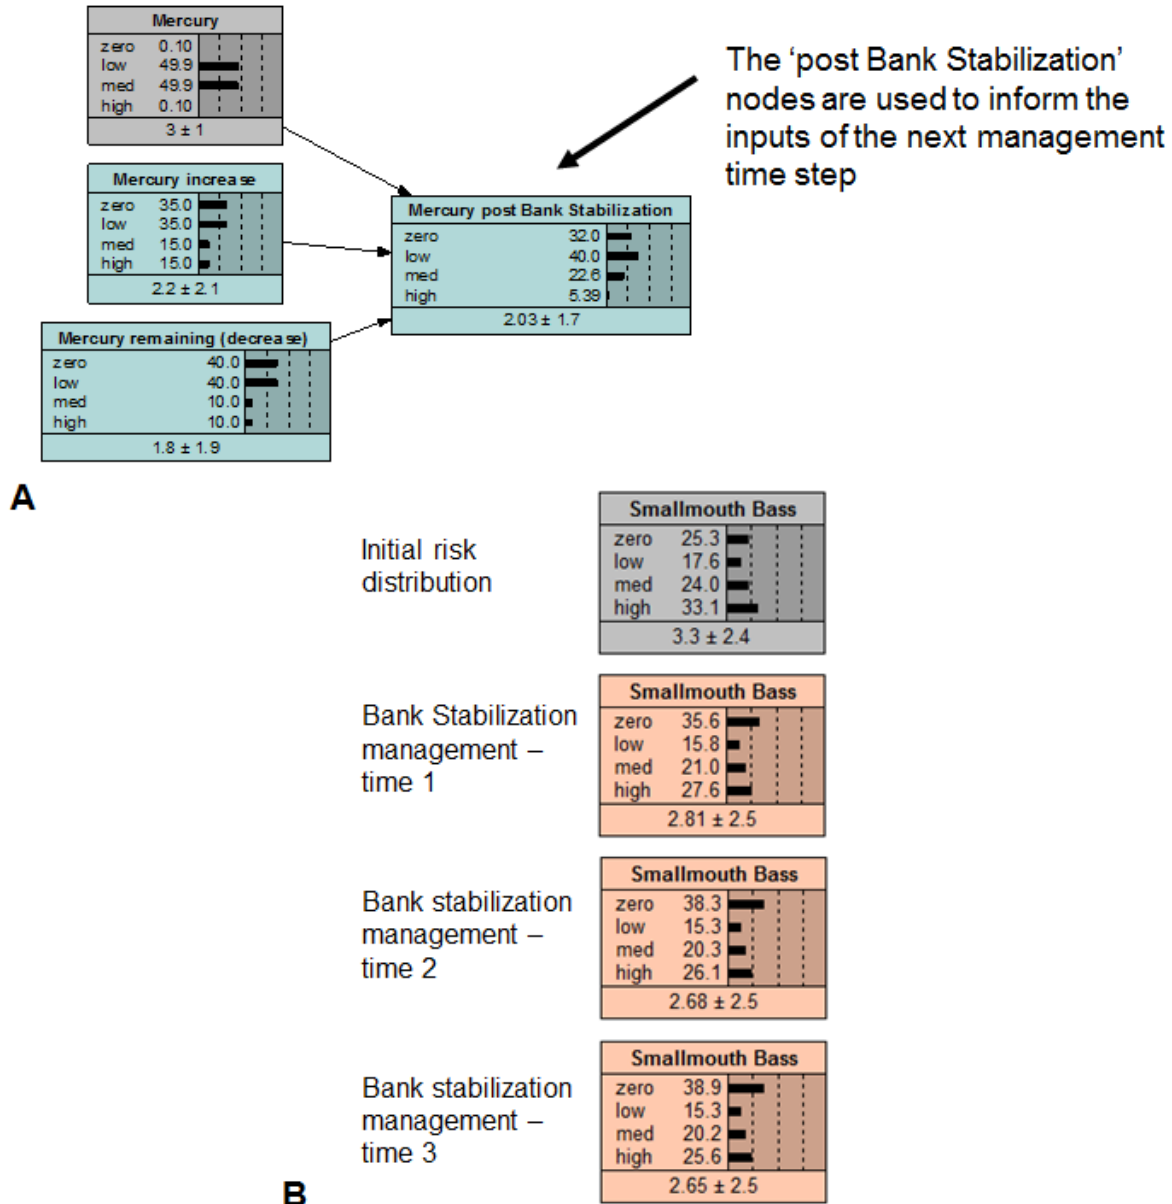 Mercury
zero 0.10
low 49.9
med 49.9
high 0.10
3 ± 1
The ‘post Bank Stabilization’
nodes are used to inform the
inputs of the next management
time step
Mercury increase
zero 35.0
low 35.0
med 15.0
high 15.0
2.2 ± 2.1
Mercury post Bank Stabilization
zero 32.0
low 40.0
med 22.6
high 5.39
2.03 ± 1.7
Mercury remaining (decrease)
zero 40.0
low 40.0
med 10.0
high 10.0
1.8 ± 1.9
A
Initial risk
distribution
Smallmouth Bass
zero 25.3
low 17.6
med 24.0
high 33.1
3.3 ± 2.4
Bank Stabilization
management –
time 1
Smallmouth Bass
zero 35.6
low 15.8
med 21.0
high 27.6
2.81 ± 2.5
Bank stabilization
management –
time 2
Smallmouth Bass
zero 38.3
low 15.3
med 20.3
high 26.1
2.68 ± 2.5
Bank stabilization
management –
time 3
Smallmouth Bass
zero 38.9
low 15.3
med 20.2
high 25.6
2.65 ± 2.5
B